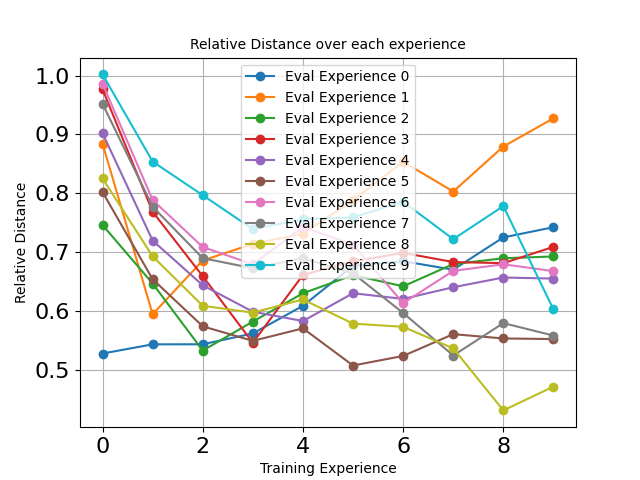 Relative Distance over each experience
1.0
0.9
0.8
0.7
0.6
0.5
Relative Distance
Eval Experience 0
Eval Experience 1
Eval Experience 2
Eval Experience 3
Eval Experience 4
Eval Experience 5
Eval Experience 6
Eval Experience 7
Eval Experience 8
Eval Experience 9
0 2 4 6 8
Training Experience